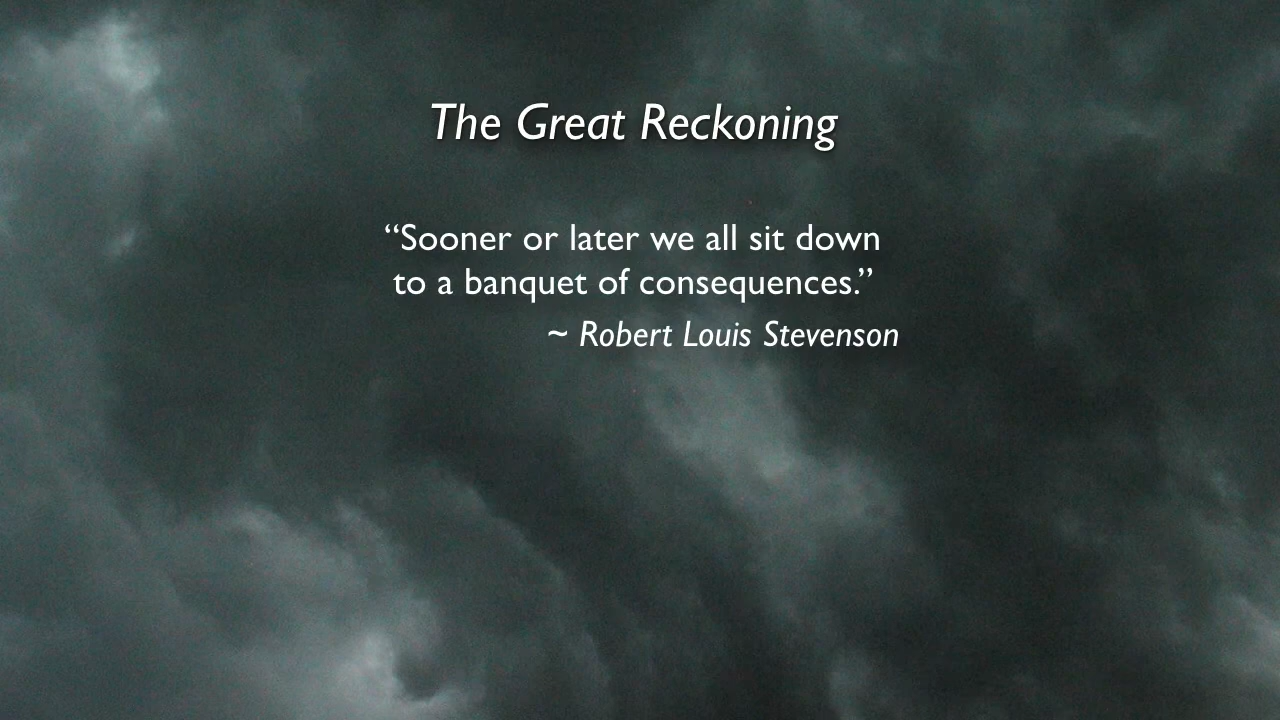 The Great Reckoning
“Sooner or later we all sit down
to a banquet of consequences.”
~ Robert Louis Stevenson